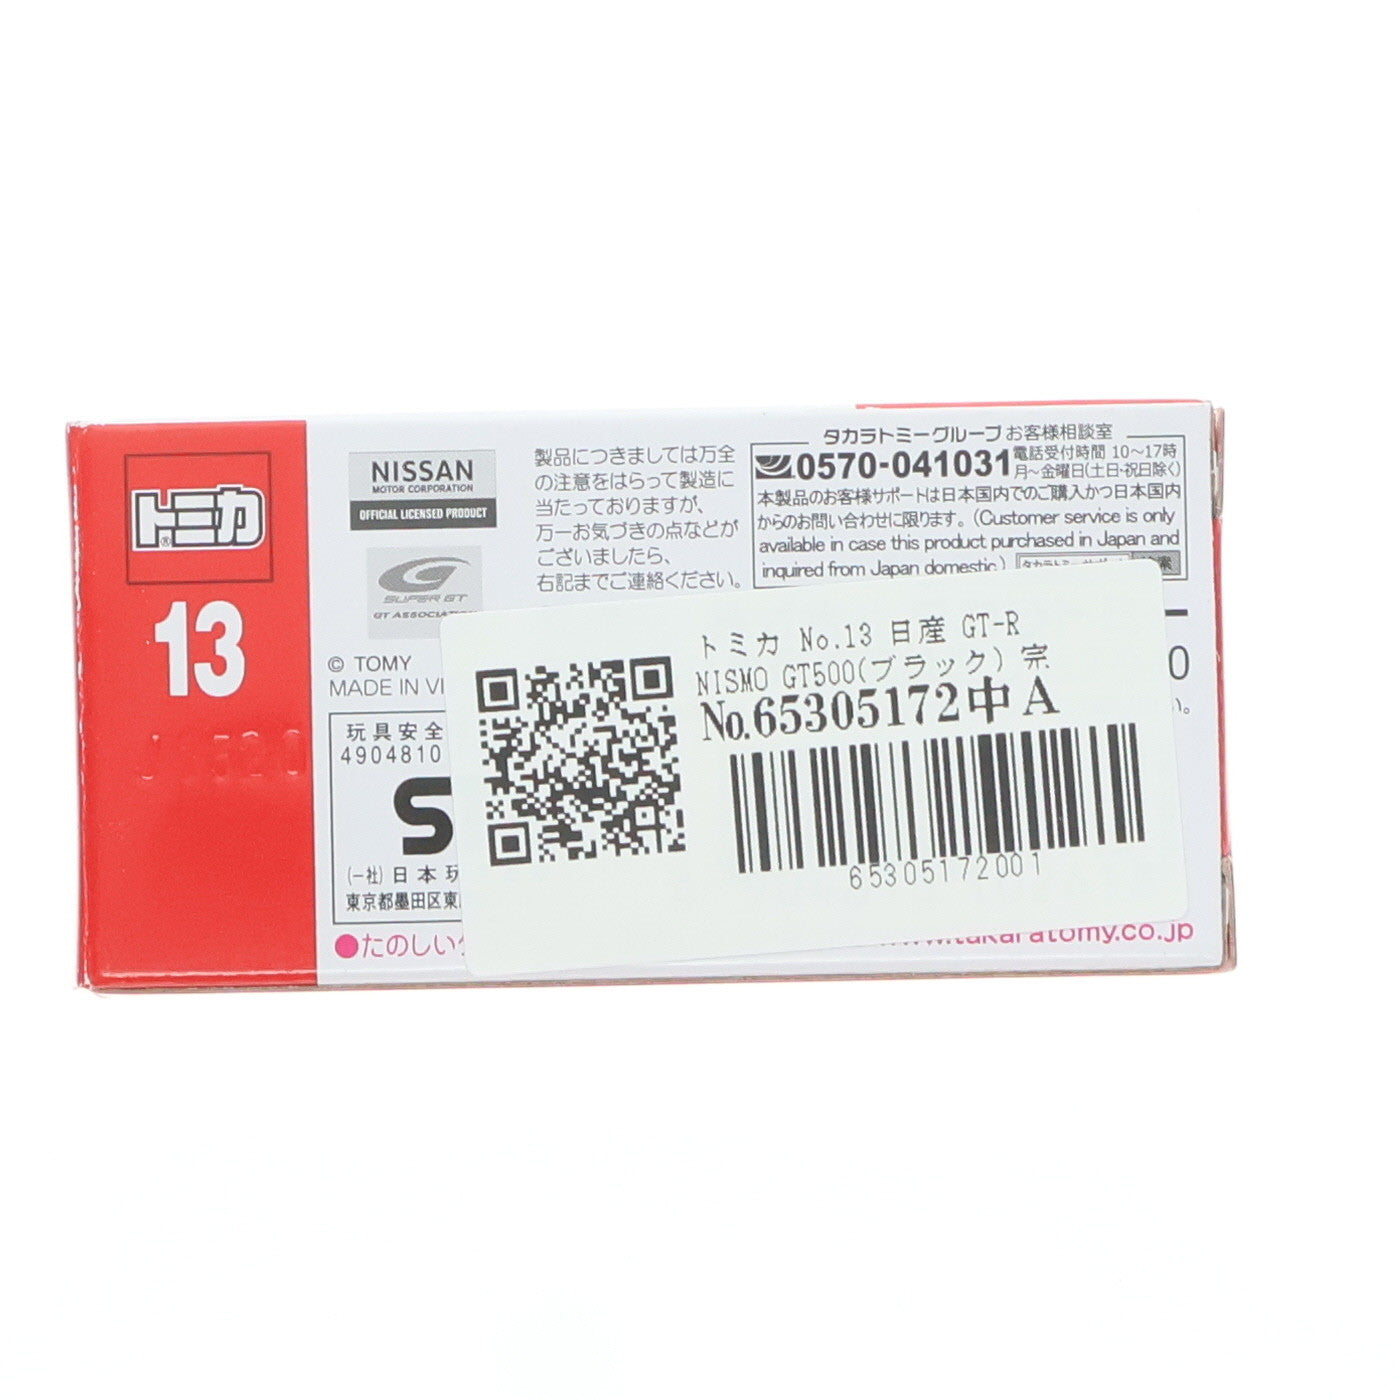 トミカ
13
NISSAN
MOTOR CORPORATION
OFFICIAL LICENSED PRODUCT
SUPER GT
GT ASSOCIATION
© TOMY
MADE IN VI
玩具安全
4904810
S
(一社)日本玩
東京都墨田区東
●たのしい
製品につきましては万全
の注意をはらって製造に
当たっておりますが、
万一お気づきの点などが
ございましたら、
右記までご連絡ください。
タカラトミーグループお客様相談室
0570-041031 電話受付時間 10〜17時
月〜金曜日(土日・祝日除く)
本製品のお客様サポートは日本国内でのご購入かつ日本国内
からのお問い合わせに限ります。(Customer service is only
available in case this product purchased in Japan and
inquired from Japan domestic.)
トミカ No.13 日産 GT-R
NISMO GT500(ブラック) 完
No.65305172中 A
65305172001
0
い。
www.takaratomy.co.jp